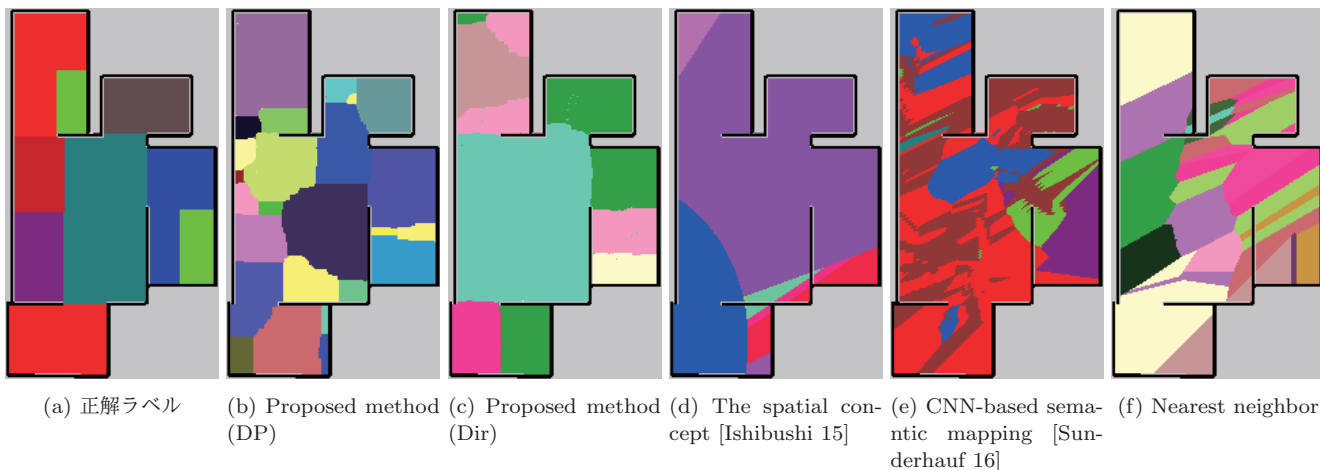 (a) 正解ラベル
(b) Proposed method
(DP)
(c) Proposed method
(Dir)
(d) The spatial con-
cept [Ishibushi 15]
(e) CNN-based sema-
ntic mapping [Sun-
derhauf 16]
(f) Nearest neighbor